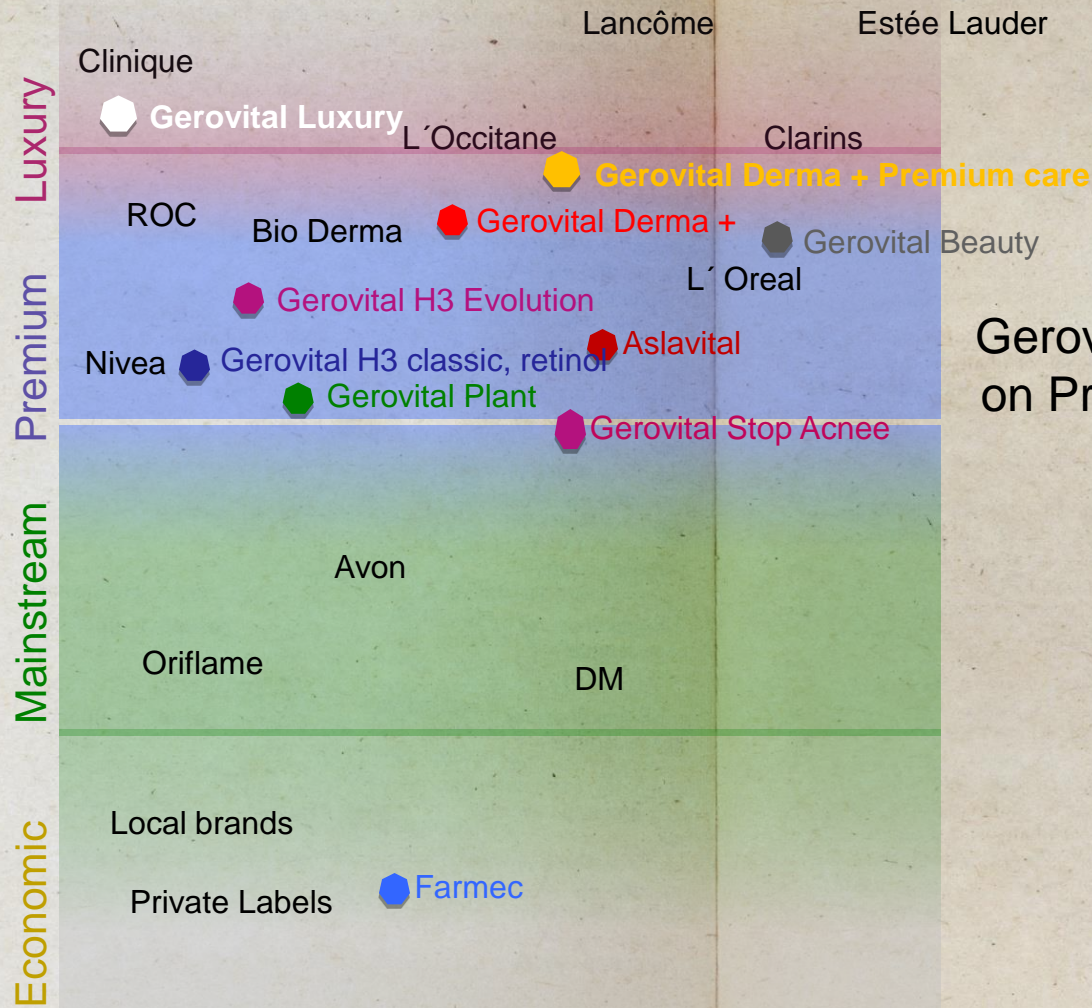 Lancôme
Estée Lauder
Clinique
Luxury
Gerovital Luxury
L´Occitane
Clarins
Gerovital Derma + Premium care
ROC
Bio Derma
Gerovital Derma +
Gerovital Beauty
L´ Oreal
Premium
Gerovital H3 Evolution
Aslavital
Nivea
Gerovital H3 classic, retinol
Gerovital Plant
Gerovital Stop Acnee
on
Mainstream
Avon
Oriflame
DM
Economic
Local brands
Private Labels
Farmec